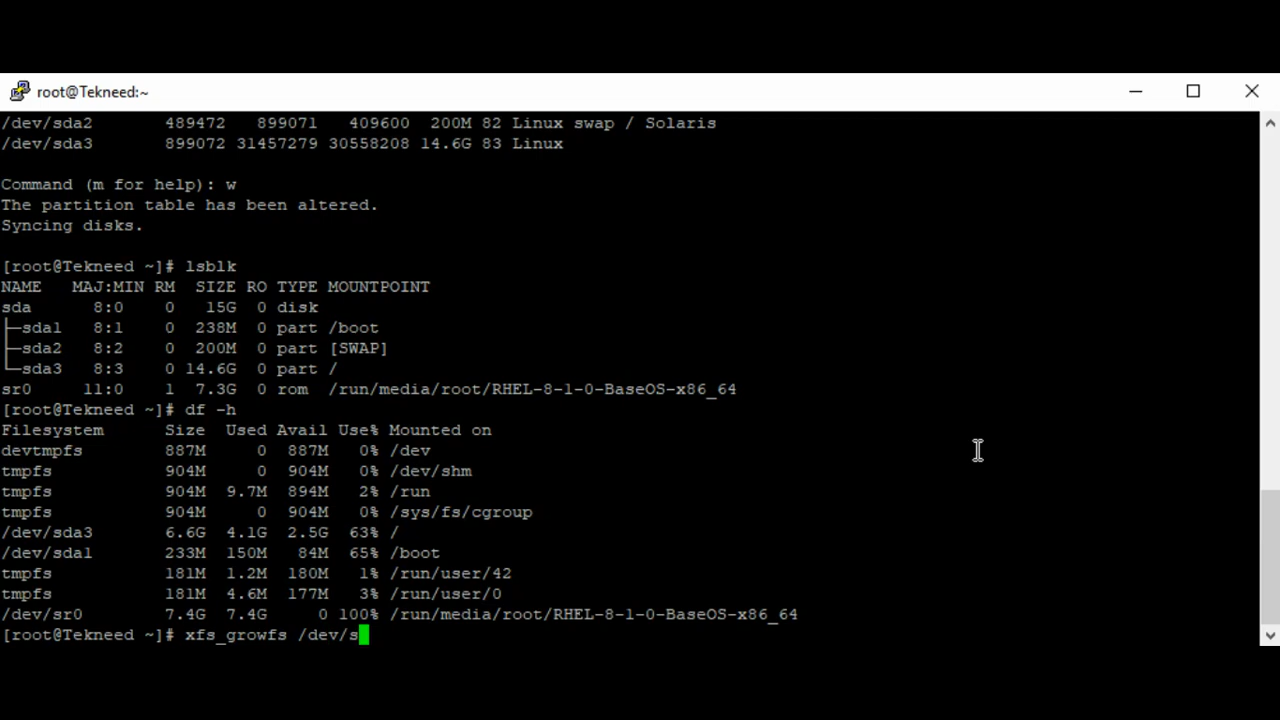 root@Tekneed:~
/dev/sda2       489472   899071   409600  200M 82 Linux swap / Solaris
/dev/sda3       899072 31457279 30558208 14.6G 83 Linux
Command (m for help): w
The partition table has been altered.
Syncing disks.
[root@Tekneed ~]# lsblk
NAME   MAJ:MIN RM  SIZE RO TYPE MOUNTPOINT
sda      8:0    0   15G  0 disk
├─sda1   8:1    0  238M  0 part /boot
├─sda2   8:2    0  200M  0 part [SWAP]
└─sda3   8:3    0 14.6G  0 part /
sr0     11:0    1  7.3G  0 rom  /run/media/root/RHEL-8-1-0-BaseOS-x86_64
[root@Tekneed ~]# df -h
Filesystem      Size  Used Avail Use% Mounted on
devtmpfs        887M     0  887M   0% /dev
tmpfs           904M     0  904M   0% /dev/shm
tmpfs           904M  9.7M  894M   2% /run
tmpfs           904M     0  904M   0% /sys/fs/cgroup
/dev/sda3       6.6G  4.1G  2.5G  63% /
/dev/sda1       233M  150M   84M  65% /boot
tmpfs           181M  1.2M  180M   1% /run/user/42
tmpfs           181M  4.6M  177M   3% /run/user/0
/dev/sr0        7.4G  7.4G     0 100% /run/media/root/RHEL-8-1-0-BaseOS-x86_64
[root@Tekneed ~]# xfs_growfs /dev/s